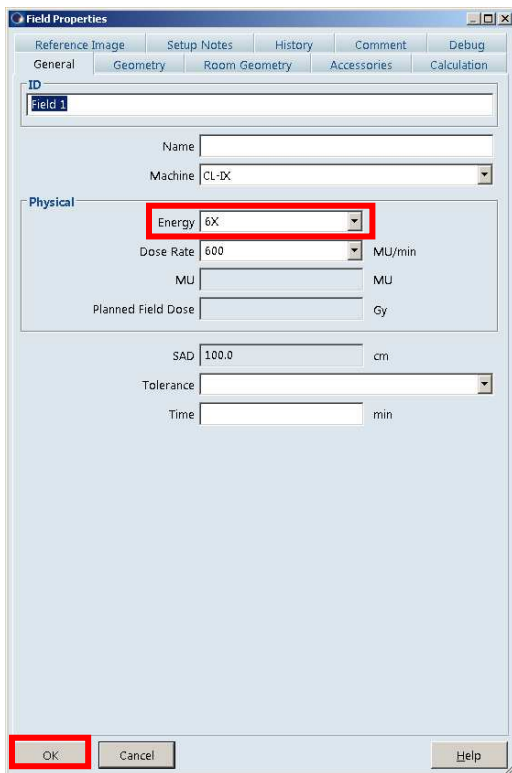 Field Properties
Reference Image Setup Notes History Comment Debug
General Geometry Room Geometry Accessories Calculation
ID
Field 1
Name
Machine CL-IX
Physical
Energy 6X
Dose Rate 600 MU/min
MU MU
Planned Field Dose Gy
SAD 100.0 cm
Tolerance
Time min
OK Cancel Help